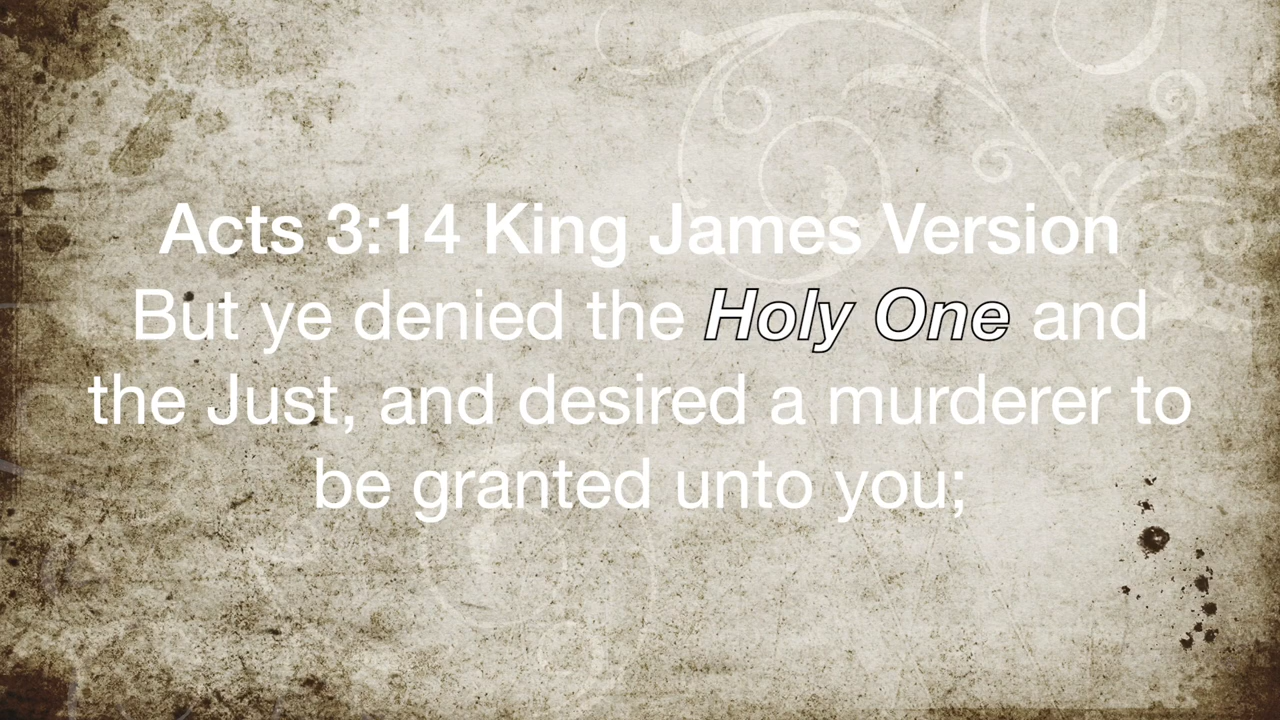 Acts 3:14 King James Version
But ye denied the Holy One and
the Just, and desired a murderer to
be granted unto you;